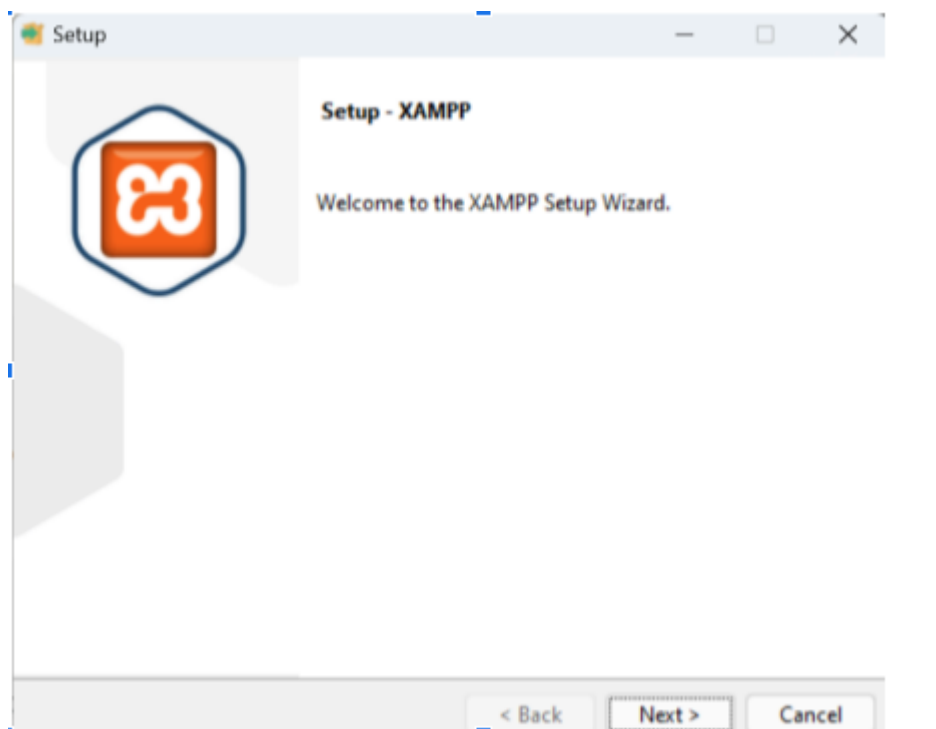 Setup
Setup - XAMPP
Welcome to the XAMPP Setup Wizard.
< Back
Next >
Cancel